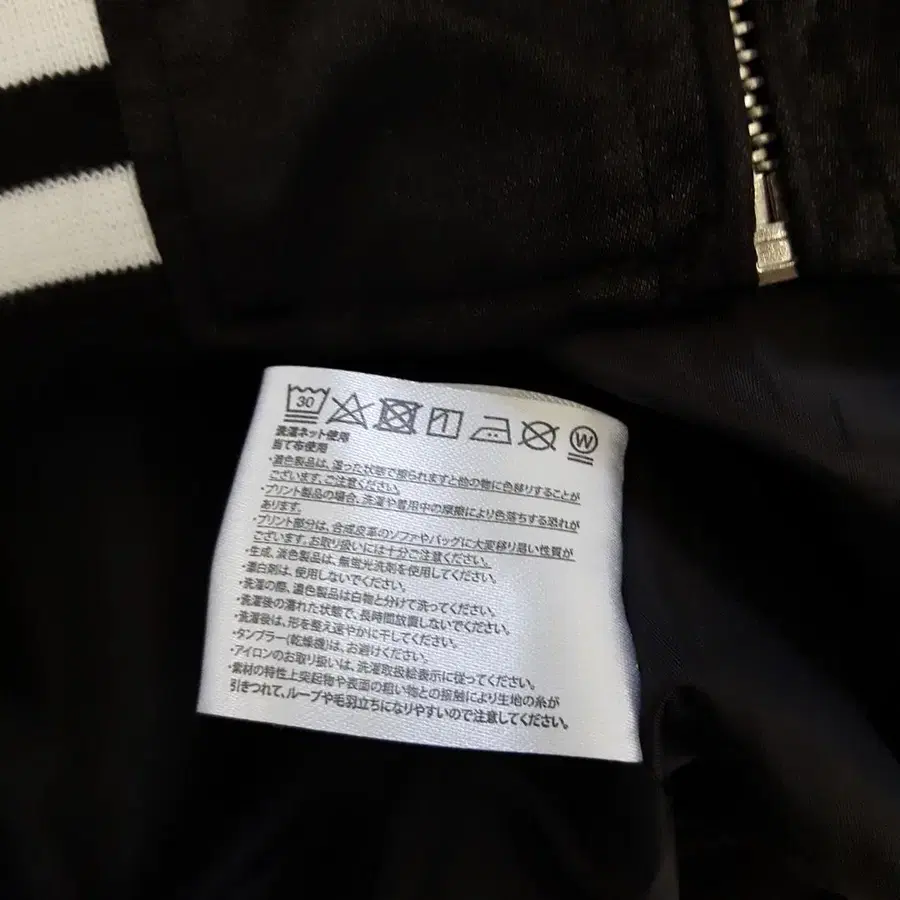 30
W
洗濯ネット使用
当て布使用
・濃色製品は、湿った状態で擦られますと他の物に色移りすることが
ございます。ご注意ください。
・プリント製品の場合、洗濯や着用中の摩擦により色落ちする恐れが
あります。
・プリント部分は、合成皮革のソファやバッグに大変移り易い性質が
ございます。お取り扱いには十分ご注意ください。
・生成、淡色製品は、無蛍光洗剤を使用してください。
・漂白剤は、使用しないでください。
・洗濯の際、濃色製品は白物と分けて洗ってください。
・洗濯後の濡れた状態で、長時間放置しないでください。
・洗濯後は、形を整え速やかに干してください。
・タンブラー(乾燥機)は、お避けください。
・アイロンのお取り扱いは、洗濯取扱絵表示に従ってください。
・素材の特性上突起物や表面の粗い物との接触により生地の糸が
引きつれて、ループや毛羽立ちになりやすいので注意してください。